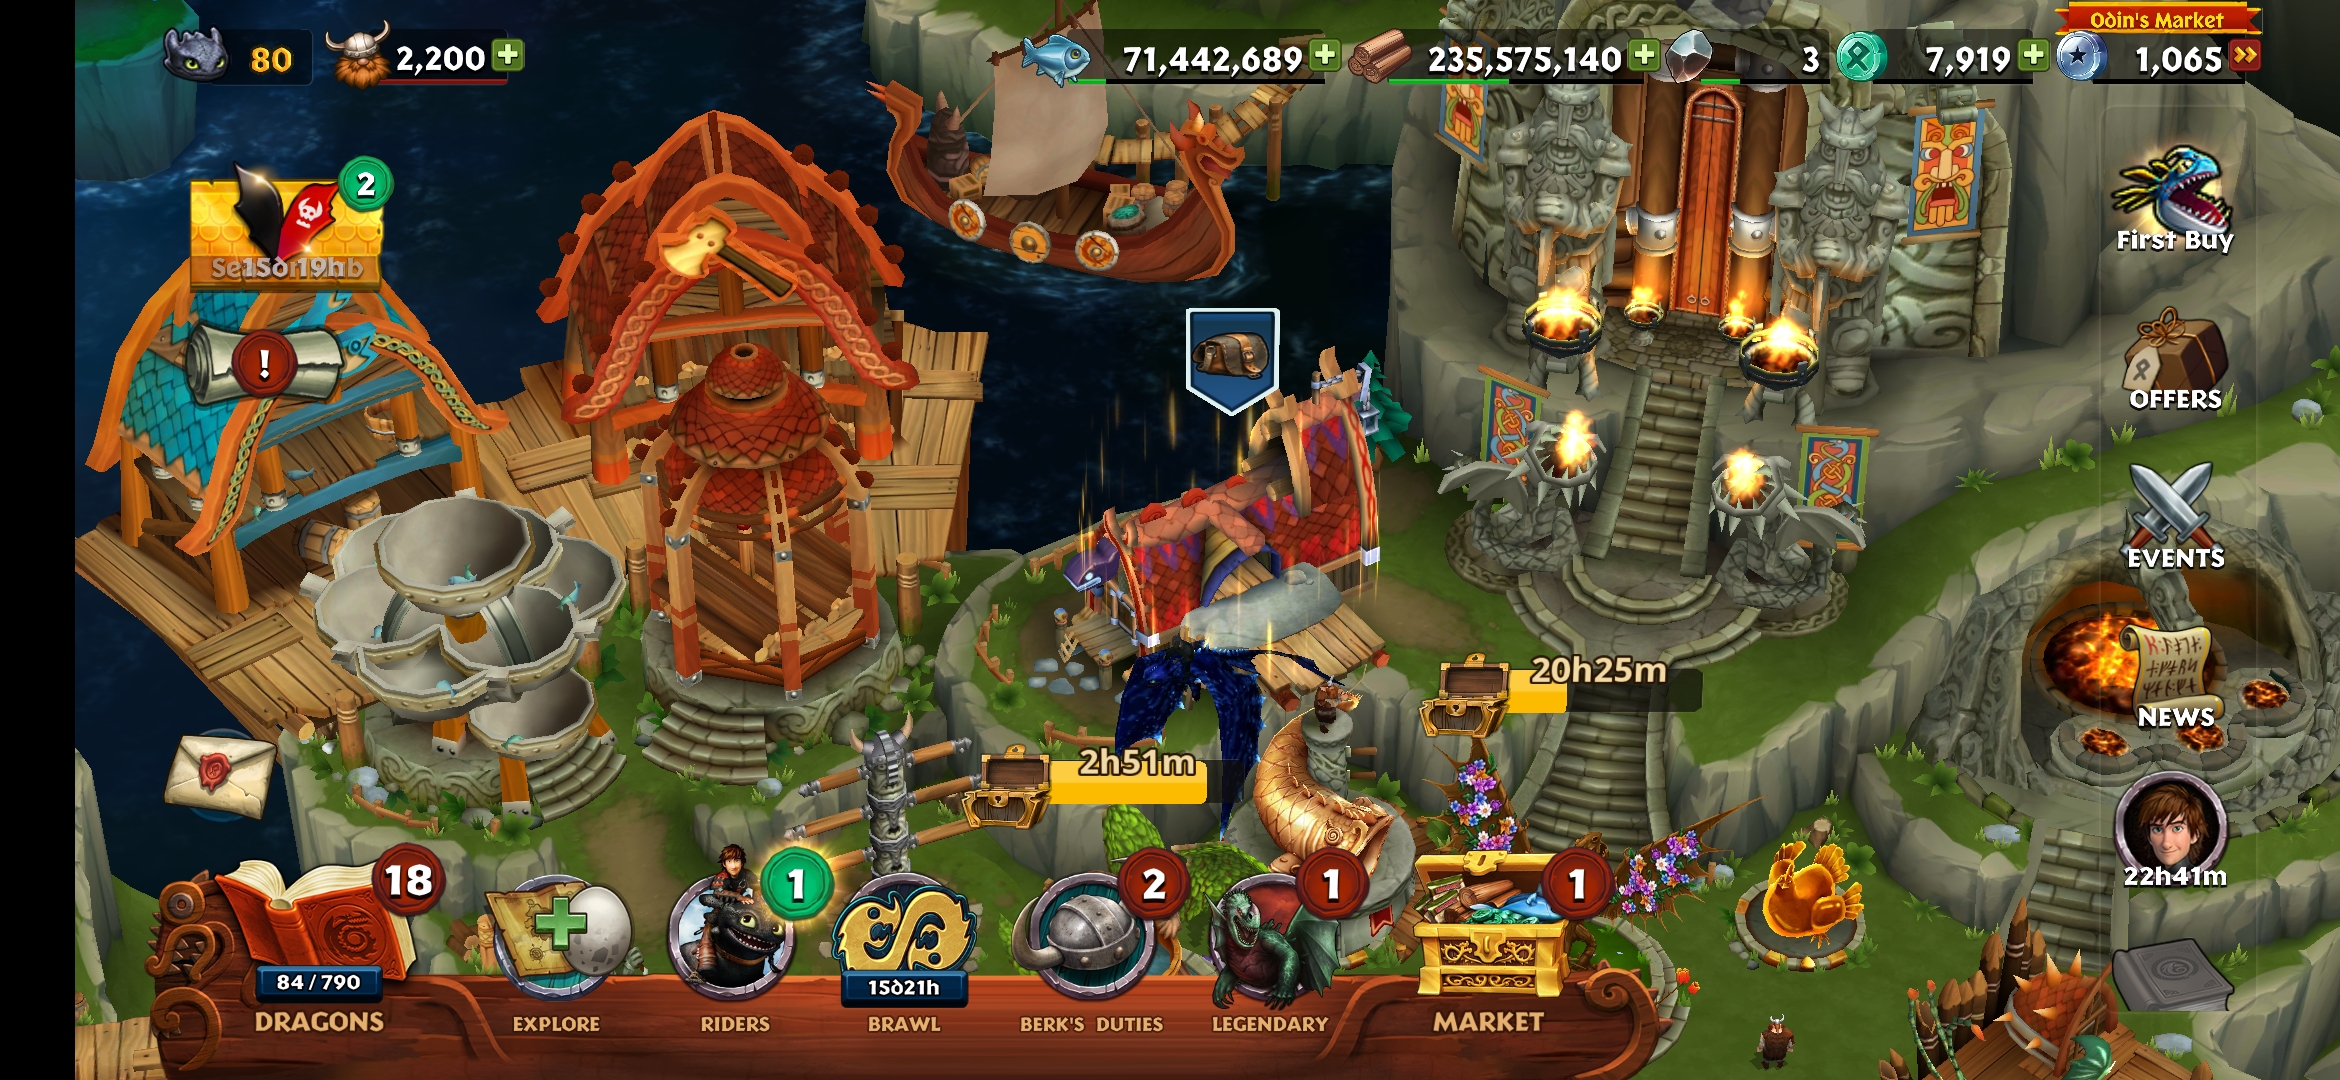 Odin's Market
80
2,200
71,442,689
235,575,140
3
7,919
1,065
2
15d 19h
First Buy
!
OFFERS
EVENTS
20h25m
NEWS
2h51m
22h41m
18
1
2
1
1
84 / 790
15d21h
DRAGONS
EXPLORE
RIDERS
BRAWL
BERK'S DUTIES
LEGENDARY
MARKET